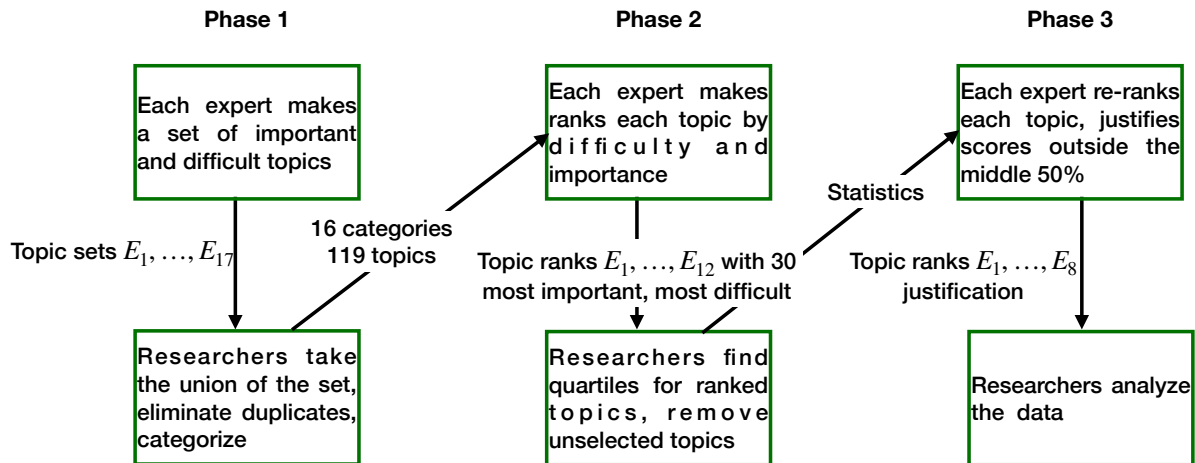 Phase 1
Each expert makes
a set of important
and difficult topics
Topic sets E₁, …, E₁₇
Researchers take
the union of the set,
eliminate duplicates,
categorize
16 categories
119 topics
Phase 2
Each expert makes
ranks each topic by
difficulty and
importance
Topic ranks E₁, …, E₁₂ with 30
most important, most difficult
Researchers find
quartiles for ranked
topics, remove
unselected topics
Statistics
Phase 3
Each expert re-ranks
each topic, justifies
scores outside the
middle 50%
Topic ranks E₁, …, E₈
justification
Researchers analyze
the data